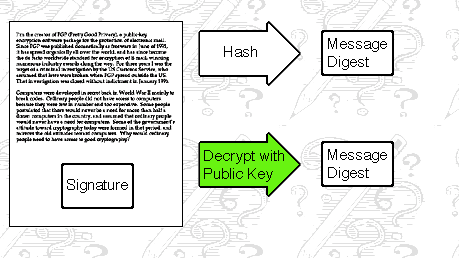 I'm the creator of PGP (Pretty Good Privacy), a public-key
encryption software package for the protection of electronic mail.
Since PGP was published domestically as freeware in June of 1991,
it has spread organically all over the world, and has since become
the de facto worldwide standard for encryption of E-mail, winning
numerous industry awards along the way. For three years I was the
target of a criminal investigation by the US Customs Service, who
assumed that laws were broken when PGP spread outside the US.
That investigation was closed without indictment in January 1996.
Computers were developed in secret back in World War II mainly to
break codes. Ordinary people did not have access to computers,
because they were few in number and too expensive. Some people
postulated that there would never be a need for more than half a
dozen computers in the country, and assumed that ordinary people
would never have a need for computers. Some of the government's
attitude toward cryptography today were formed in that period, and
mirrors the old attitudes toward computers. Why would ordinary
people need to have access to good cryptography?
Signature
Hash
Message
Digest
Decrypt with
Public Key
Message
Digest